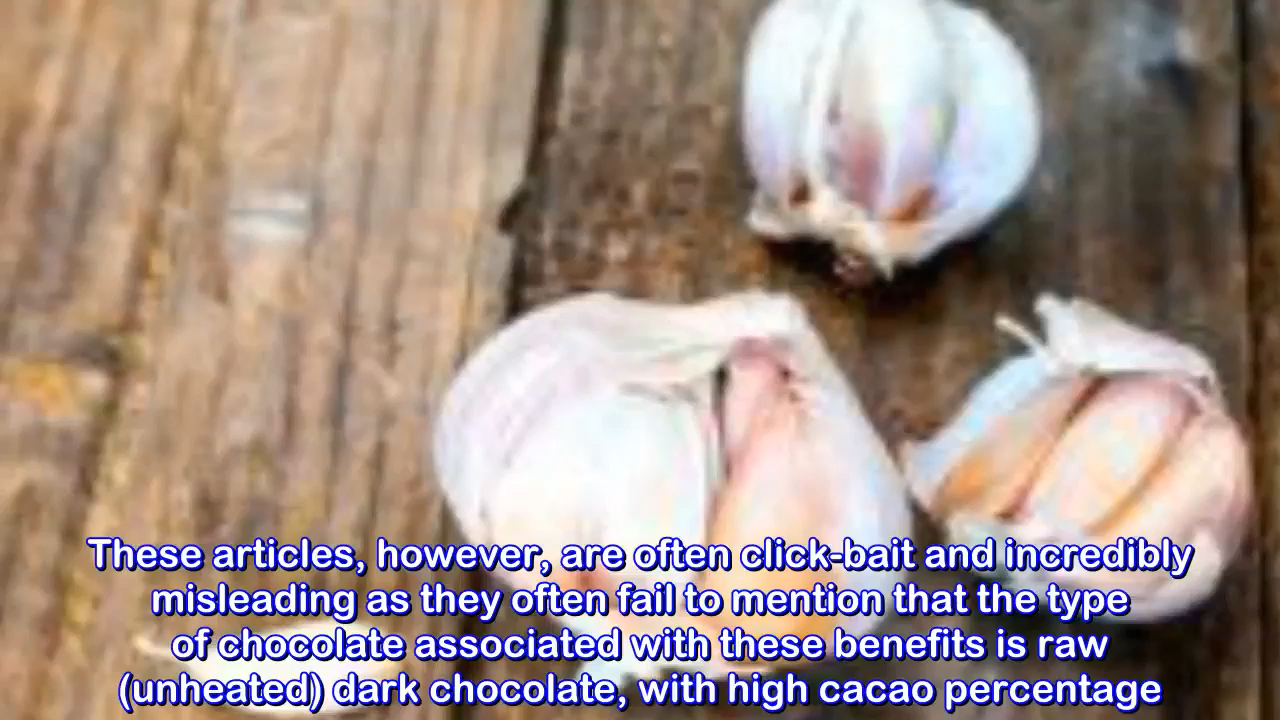 These articles, however, are often click-bait and incredibly
misleading as they often fail to mention that the type
of chocolate associated with these benefits is raw
(unheated) dark chocolate, with high cacao percentage